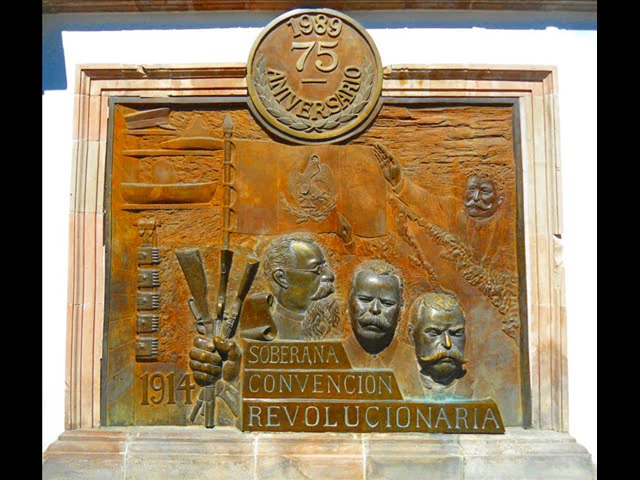 1989
75
ANIVERSARIO
1914
SOBERANA
CONVENCION
REVOLUCIONARIA